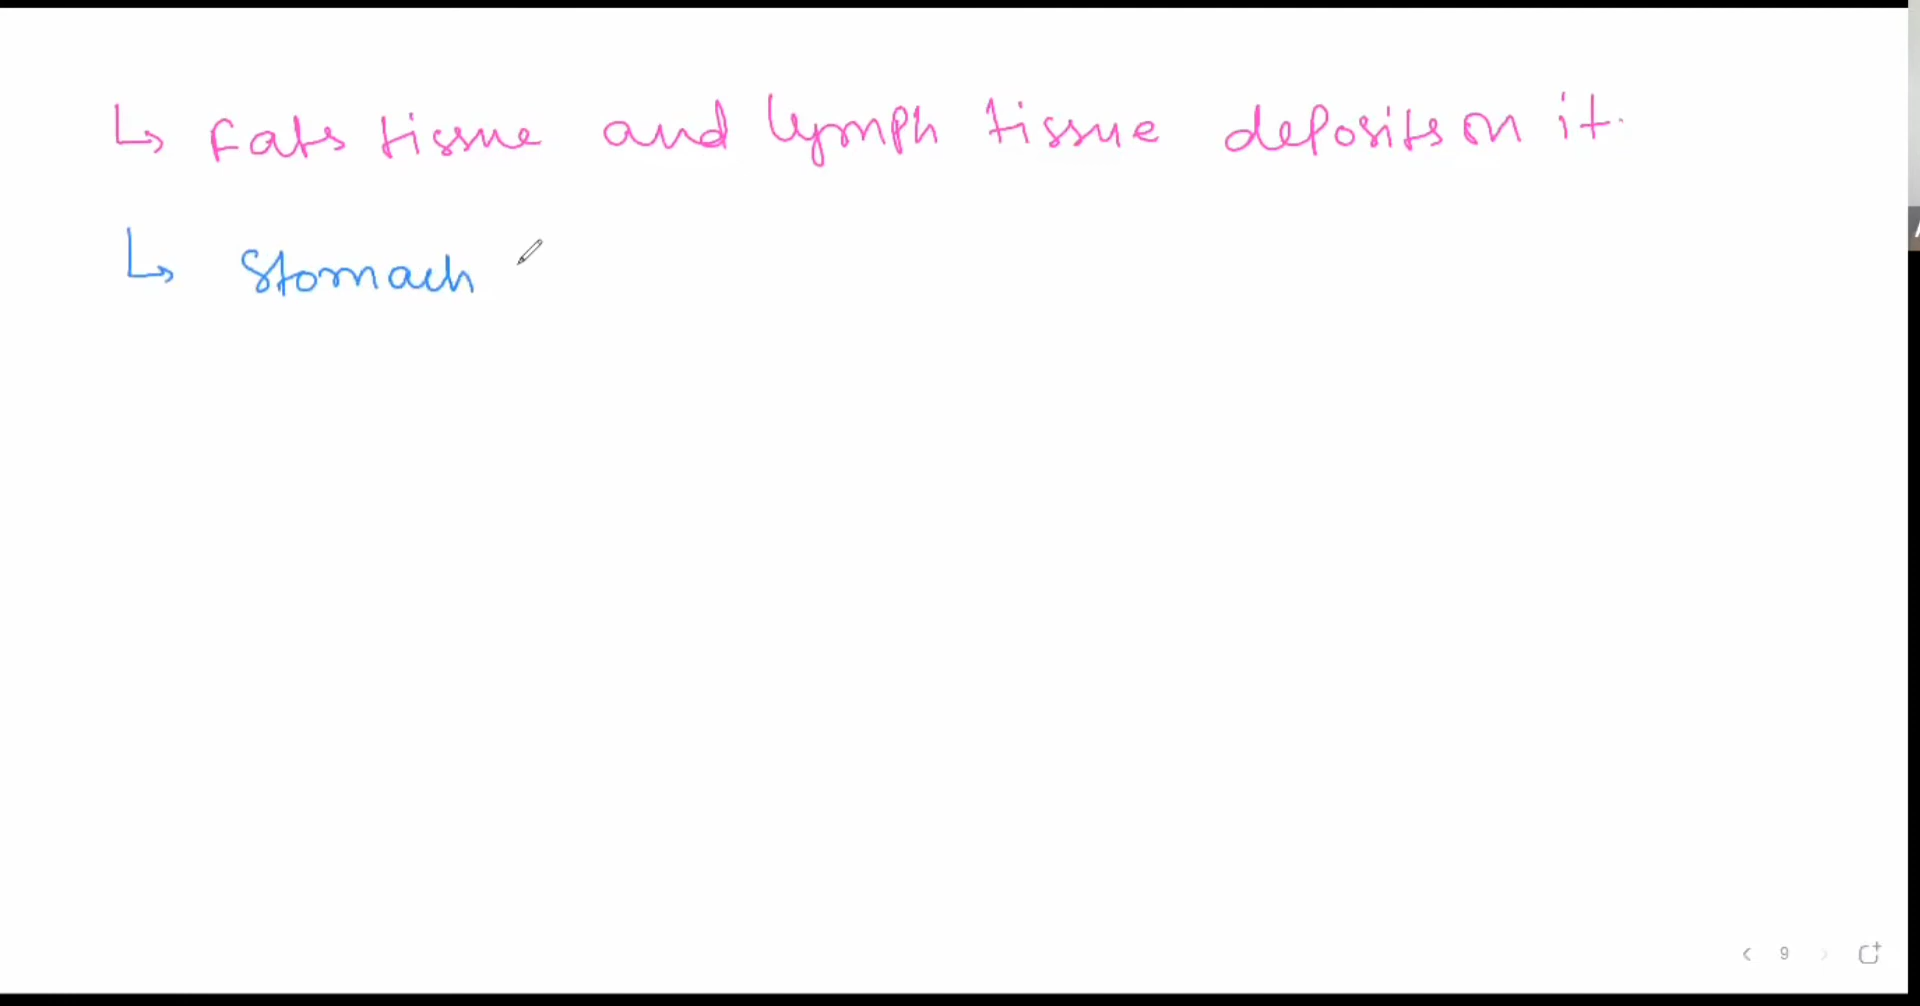 ↳ Fats tissue and lymph tissue deposits on it.
↳ Stomach
9